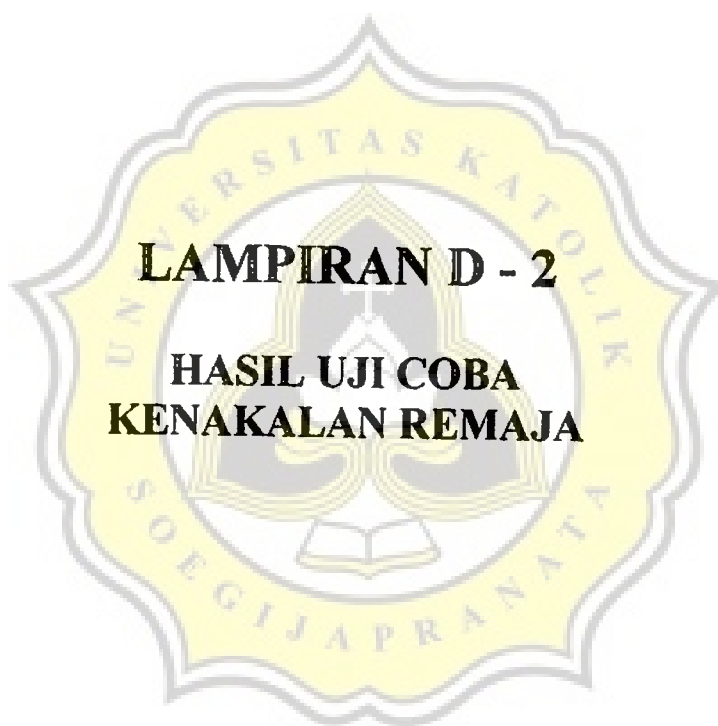 UNIVERSITAS KATOLIK
LAMPIRAN D - 2
HASIL UJI COBA
KENAKALAN REMAJA
SOEGIJAPRANATA